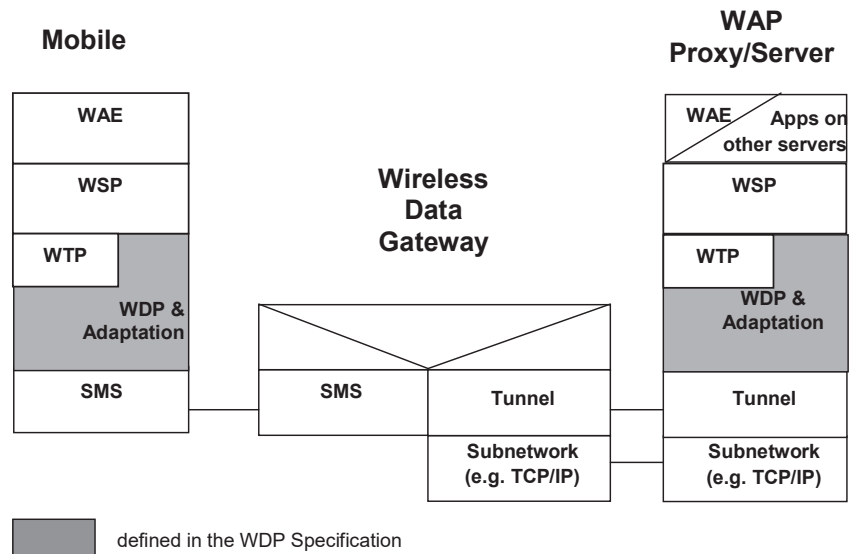 Mobile
WAP
Proxy/Server
WAE
WSP
WTP
WDP &
Adaptation
SMS
Wireless
Data
Gateway
SMS
Tunnel
Subnetwork
(e.g. TCP/IP)
WAE
Apps on
other servers
WSP
WTP
WDP &
Adaptation
Tunnel
Subnetwork
(e.g. TCP/IP)
defined in the WDP Specification